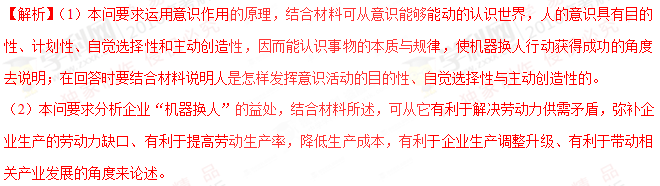 【解析】（1）本问要求运用意识作用的原理，结合材料可从意识能够能动的认识世界，人的意识具有目的
性、计划性、自觉选择性和主动创造性，因而能认识事物的本质与规律，使机器换人行动获得成功的角度
去说明；在回答时要结合材料说明人是怎样发挥意识活动的目的性、自觉选择性与主动创造性的。
（2）本问要求分析企业“机器换人”的益处，结合材料所述，可从它有利于解决劳动力供需矛盾，弥补企
业生产的劳动力缺口、有利于提高劳动生产率，降低生产成本，有利于企业生产调整升级、有利于带动相
关产业发展的角度来论述。